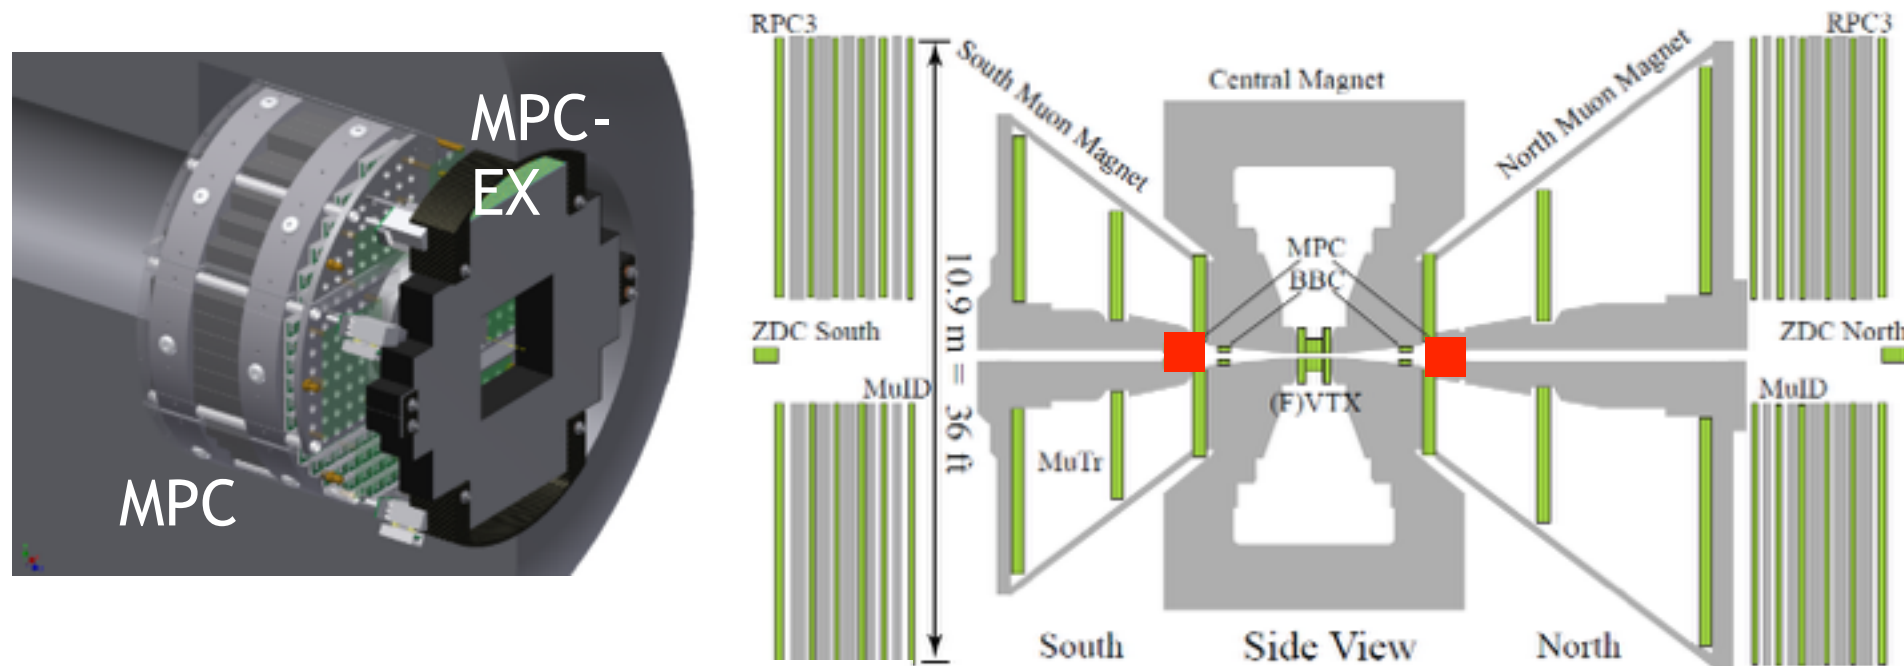 MPC-
EX
MPC
RPC3
South Muon Magnet
Central Magnet
North Muon Magnet
RPC3
MPC
BBC
10.9 m = 36 ft
ZDC South
ZDC North
MuID
(F)VTX
MuID
MuTr
South
Side View
North